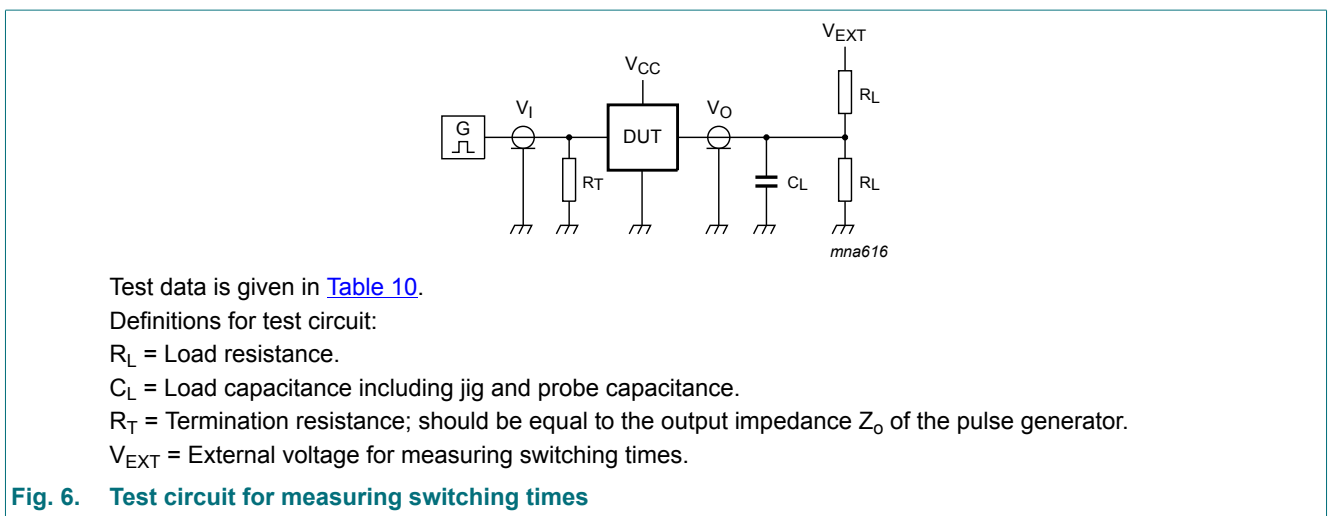 VEXT
RL
VCC
VI
VO
G
DUT
RT
CL
RL
mna616
Test data is given in Table 10.
Definitions for test circuit:
RL = Load resistance.
CL = Load capacitance including jig and probe capacitance.
RT = Termination resistance; should be equal to the output impedance Zo of the pulse generator.
VEXT = External voltage for measuring switching times.
Fig. 6. Test circuit for measuring switching times